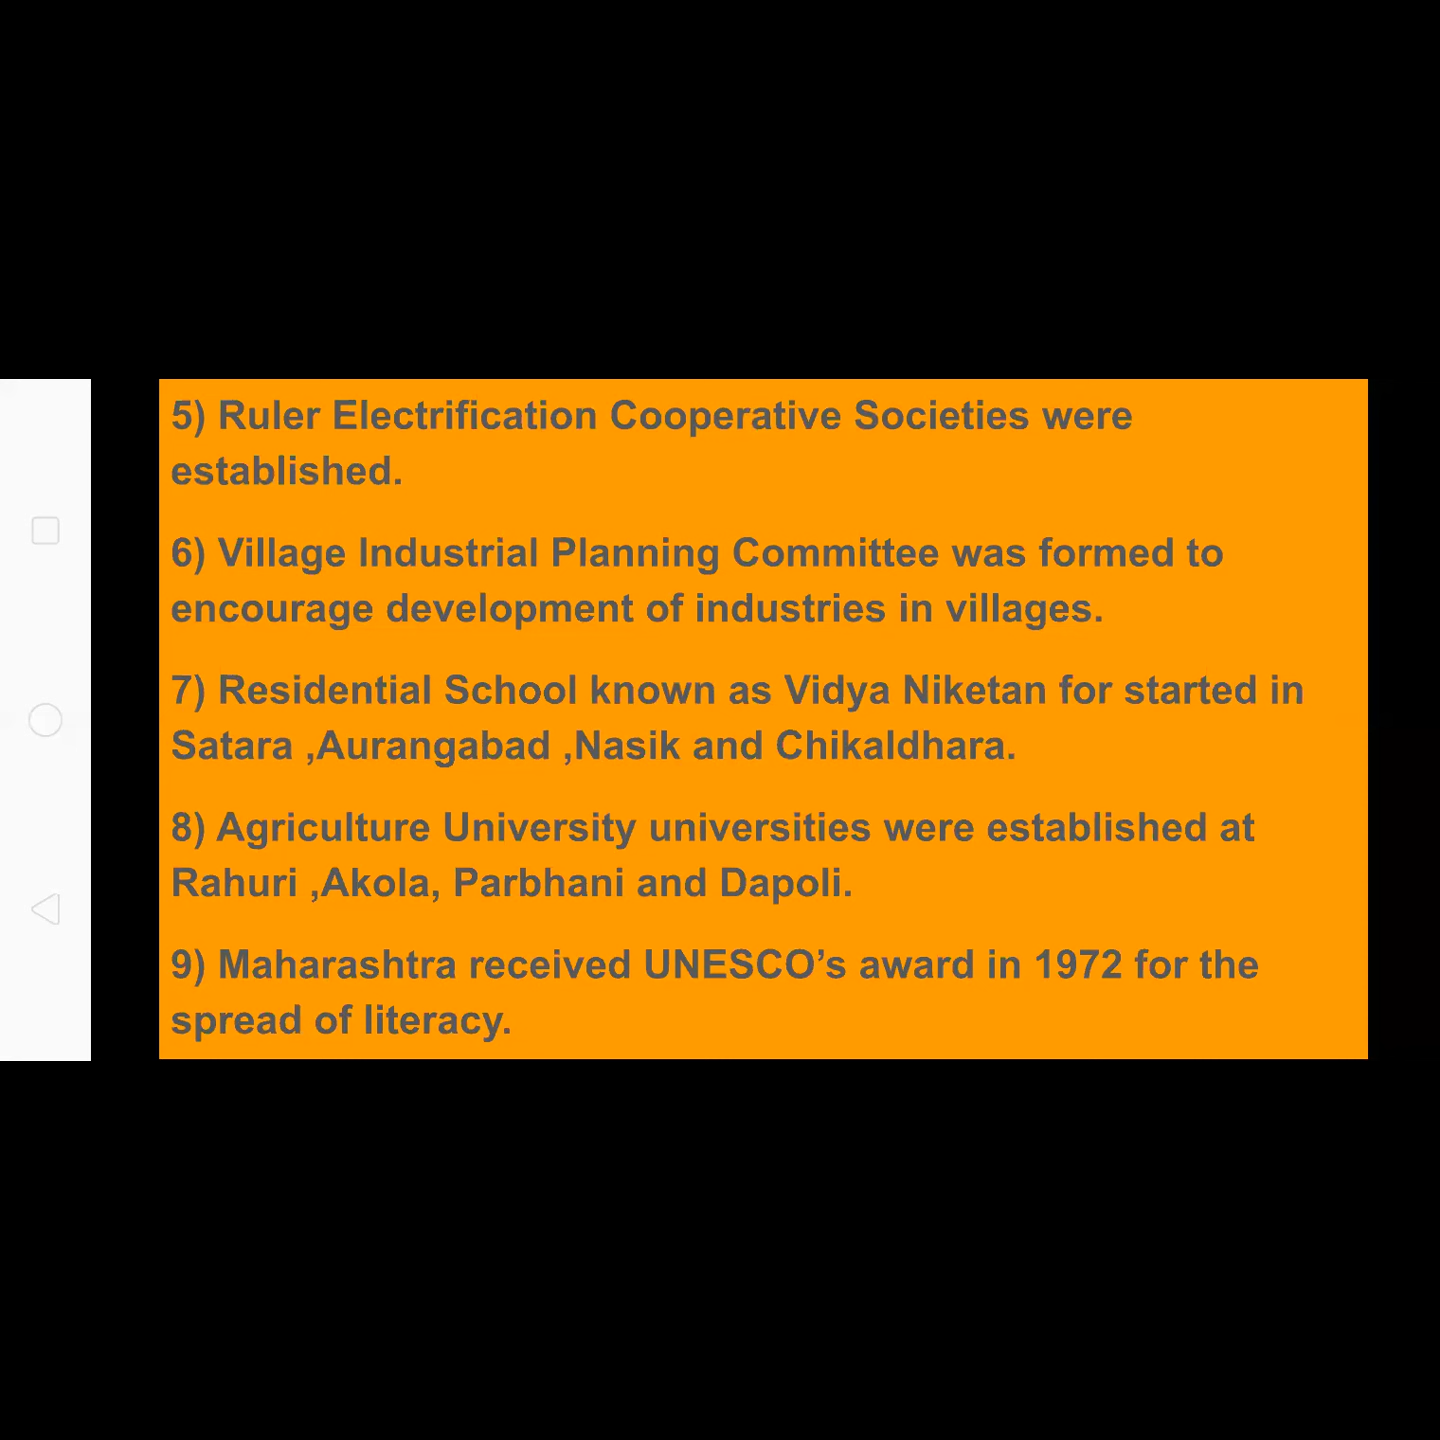 5) Ruler Electrification Cooperative Societies were
established.
6) Village Industrial Planning Committee was formed to
encourage development of industries in villages.
7) Residential School known as Vidya Niketan for started in
Satara ,Aurangabad ,Nasik and Chikaldhara.
8) Agriculture University universities were established at
Rahuri ,Akola, Parbhani and Dapoli.
9) Maharashtra received UNESCO’s award in 1972 for the
spread of literacy.